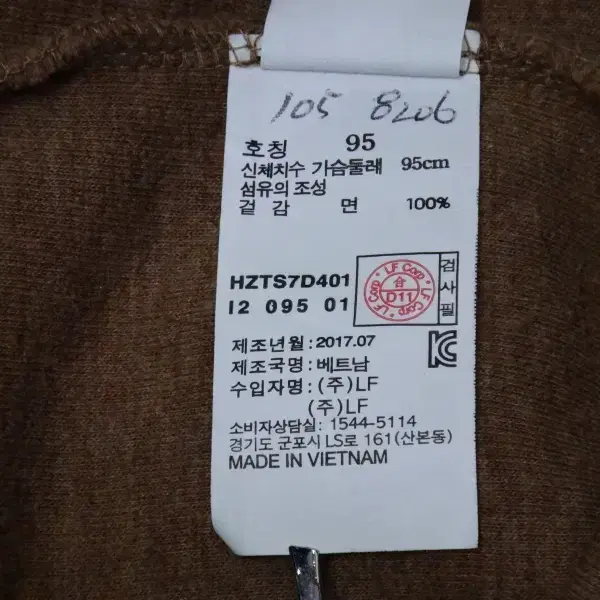 105 8206
호칭 95
신체치수 가슴둘레 95cm
섬유의 조성
겉감 면 100%
HZTS7D401
I2 095 01
LF Corp
LF Corp
LF Corp
合
D11
검사필
제조년월 : 2017.07
제조국명 : 베트남
수입자명 : (주)LF
(주)LF
소비자상담실: 1544-5114
경기도 군포시 LS로 161(산본동)
MADE IN VIETNAM